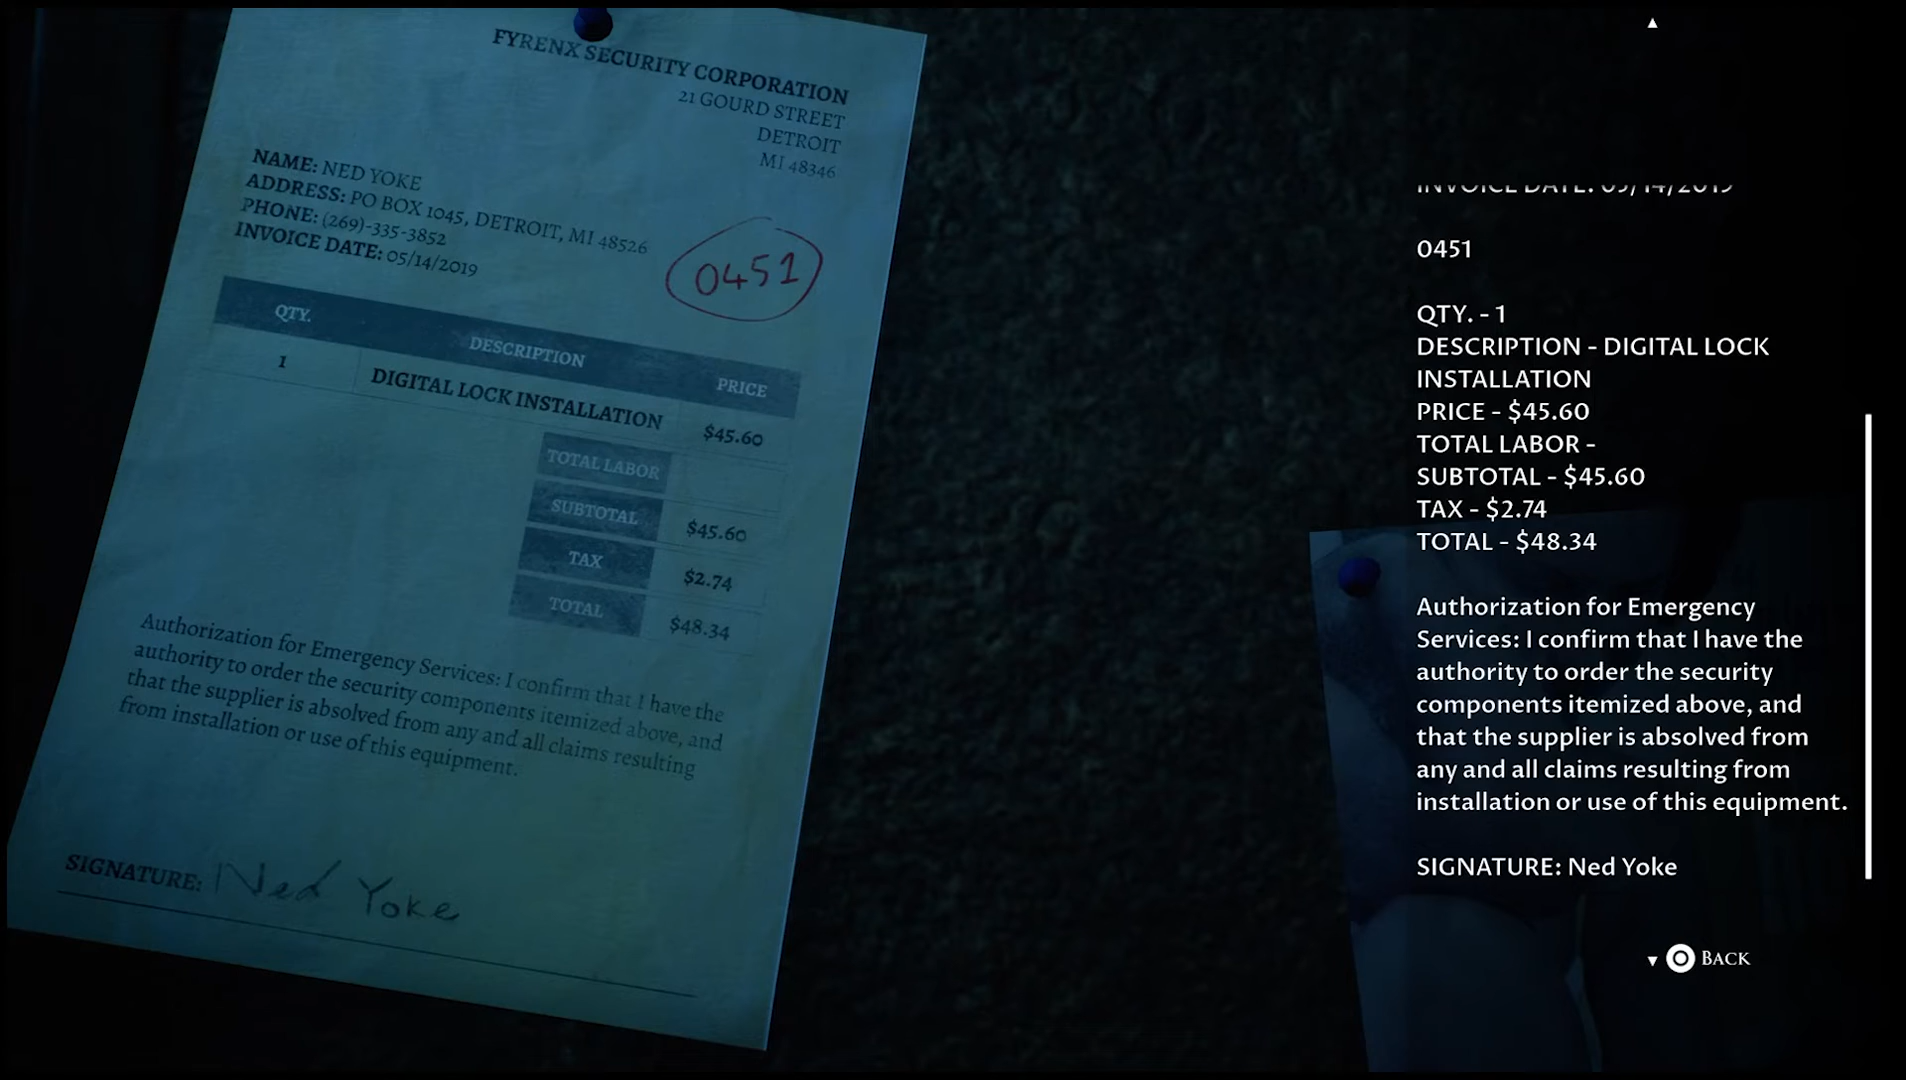 FYRENX SECURITY CORPORATION
21 GOURD STREET
DETROIT
MI 48346
NAME: NED YOKE
ADDRESS: PO BOX 1045, DETROIT, MI 48526
PHONE: (269)-335-3852
INVOICE DATE: 05/14/2019
0451
QTY. DESCRIPTION PRICE
1 DIGITAL LOCK INSTALLATION $45.60
TOTAL LABOR
SUBTOTAL $45.60
TAX $2.74
TOTAL $48.34
Authorization for Emergency Services: I confirm that I have the
authority to order the security components itemized above, and
that the supplier is absolved from any and all claims resulting
from installation or use of this equipment.
SIGNATURE: Ned Yoke
INVOICE DATE: 05/14/2019
0451
QTY. - 1
DESCRIPTION - DIGITAL LOCK
INSTALLATION
PRICE - $45.60
TOTAL LABOR -
SUBTOTAL - $45.60
TAX - $2.74
TOTAL - $48.34
Authorization for Emergency
Services: I confirm that I have the
authority to order the security
components itemized above, and
that the supplier is absolved from
any and all claims resulting from
installation or use of this equipment.
SIGNATURE: Ned Yoke
BACK